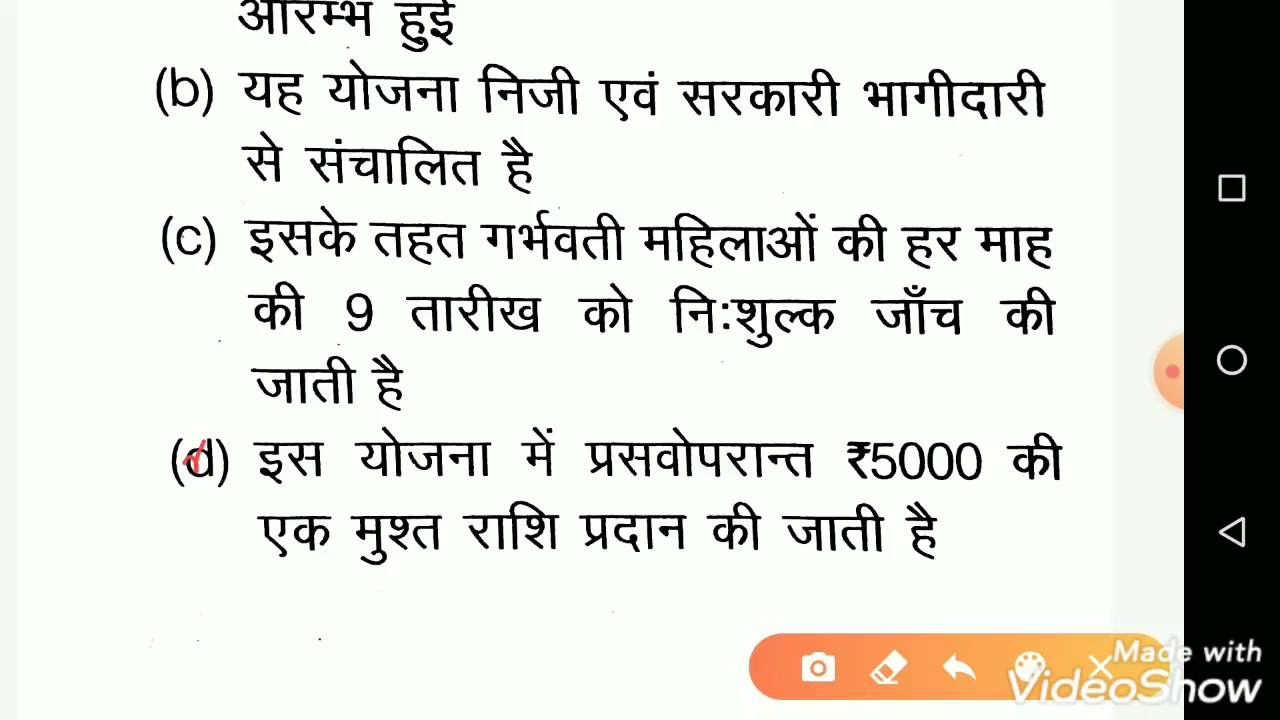 आरम्भ हुई
(b) यह योजना निजी एवं सरकारी भागीदारी
से संचालित है
(c) इसके तहत गर्भवती महिलाओं की हर माह
की 9 तारीख को निःशुल्क जाँच की
जाती है
(d) इस योजना में प्रसवोपरान्त ₹5000 की
एक मुश्त राशि प्रदान की जाती है
Made with
VideoShow